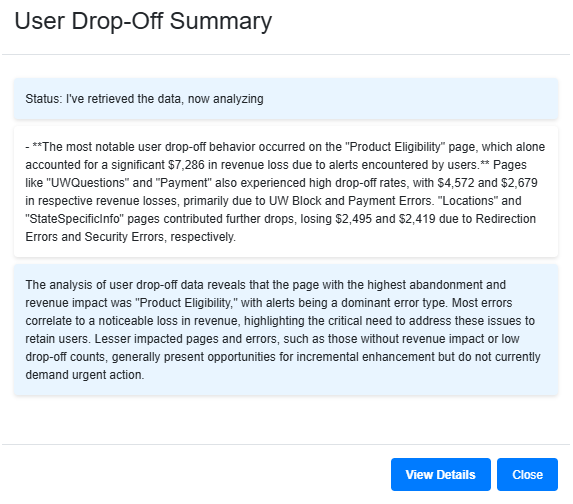 User Drop-Off Summary
Status: I've retrieved the data, now analyzing
- **The most notable user drop-off behavior occurred on the "Product Eligibility" page, which alone
accounted for a significant $7,286 in revenue loss due to alerts encountered by users.** Pages
like "UWQuestions" and "Payment" also experienced high drop-off rates, with $4,572 and $2,679
in respective revenue losses, primarily due to UW Block and Payment Errors. "Locations" and
"StateSpecificInfo" pages contributed further drops, losing $2,495 and $2,419 due to Redirection
Errors and Security Errors, respectively.
The analysis of user drop-off data reveals that the page with the highest abandonment and
revenue impact was "Product Eligibility," with alerts being a dominant error type. Most errors
correlate to a noticeable loss in revenue, highlighting the critical need to address these issues to
retain users. Lesser impacted pages and errors, such as those without revenue impact or low
drop-off counts, generally present opportunities for incremental enhancement but do not currently
demand urgent action.
View Details
Close